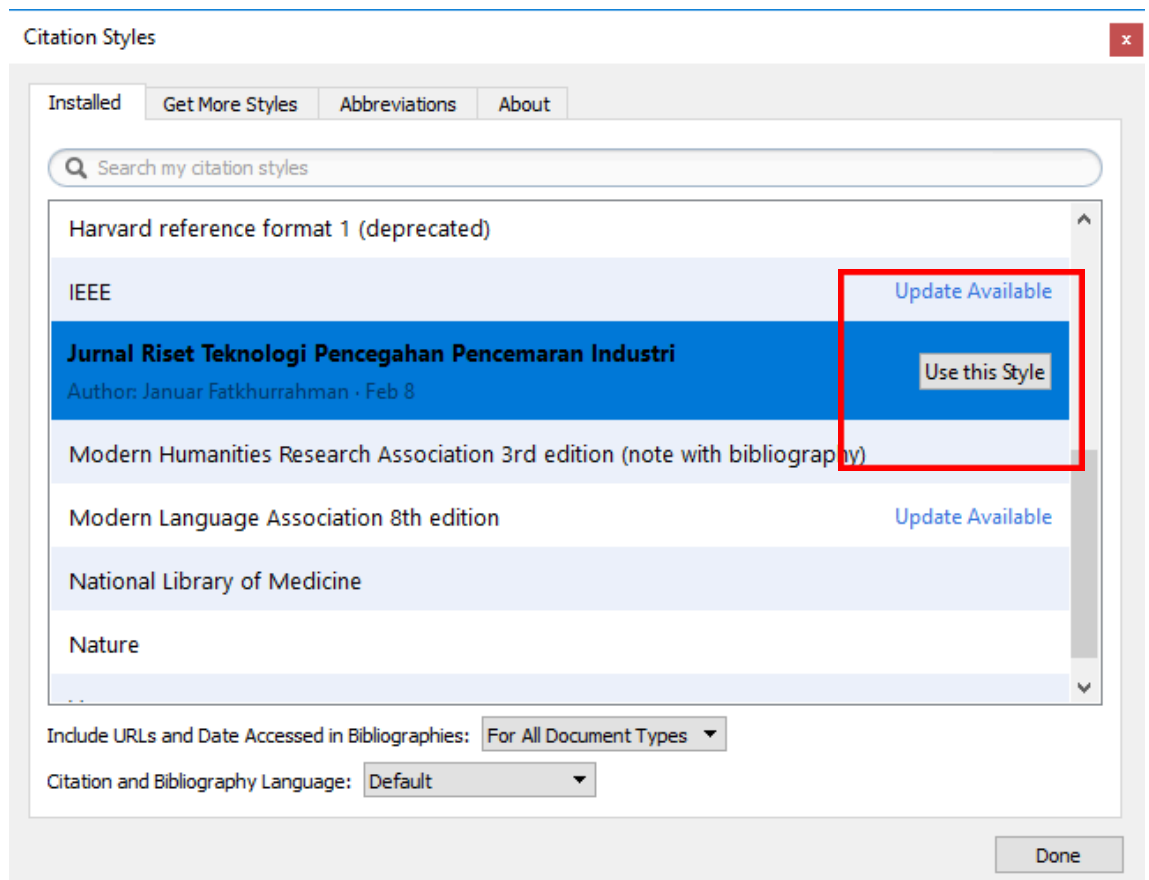 Citation Styles
x
Installed Get More Styles Abbreviations About
Search my citation styles
Harvard reference format 1 (deprecated)
IEEE Update Available
Jurnal Riset Teknologi Pencegahan Pencemaran Industri
Use this Style
Author: Januar Fatkhurrahman · Feb 8
Modern Humanities Research Association 3rd edition (note with bibliography)
Modern Language Association 8th edition Update Available
National Library of Medicine
Nature
Include URLs and Date Accessed in Bibliographies: For All Document Types
Citation and Bibliography Language: Default
Done